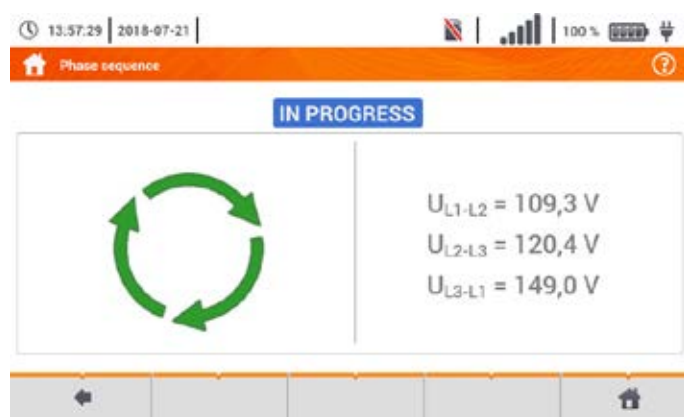 13:57:29 2018-07-21 100 %
Phase sequence
IN PROGRESS
UL1-L2 = 109,3 V
UL2-L3 = 120,4 V
UL3-L1 = 149,0 V